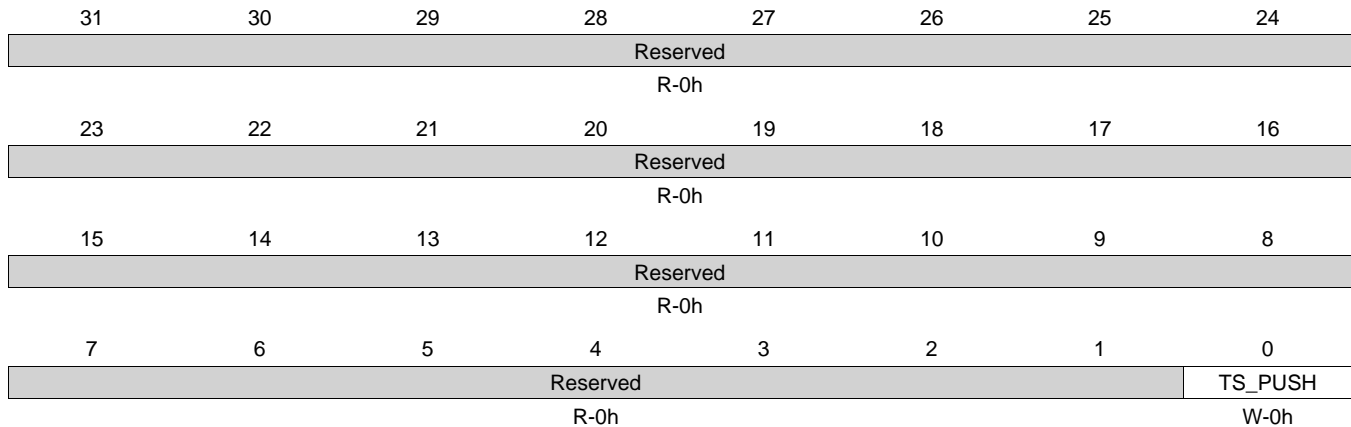 31 30 29 28 27 26 25 24
Reserved
R-0h
23 22 21 20 19 18 17 16
Reserved
R-0h
15 14 13 12 11 10 9 8
Reserved
R-0h
7 6 5 4 3 2 1 0
Reserved TS_PUSH
R-0h W-0h